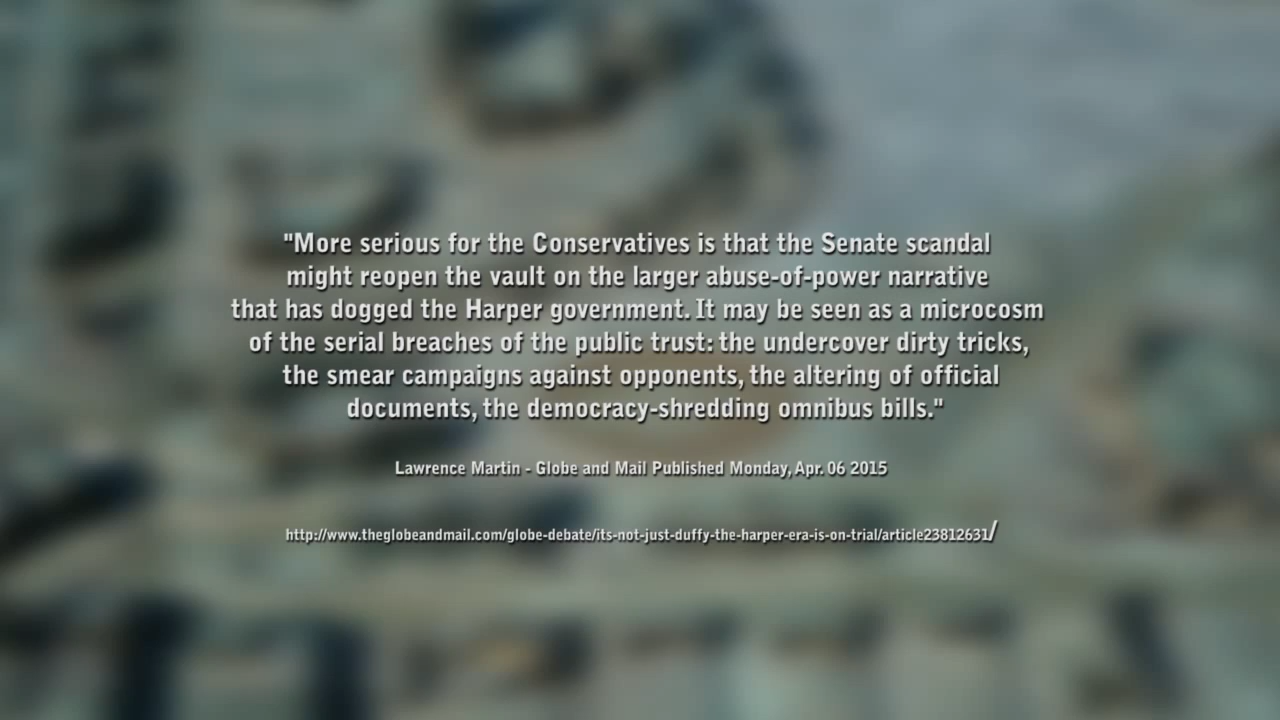 "More serious for the Conservatives is that the Senate scandal
might reopen the vault on the larger abuse-of-power narrative
that has dogged the Harper government. It may be seen as a microcosm
of the serial breaches of the public trust: the undercover dirty tricks,
the smear campaigns against opponents, the altering of official
documents, the democracy-shredding omnibus bills."
Lawrence Martin - Globe and Mail Published Monday, Apr. 06 2015
http://www.theglobeandmail.com/globe-debate/its-not-just-duffy-the-harper-era-is-on-trial/article23812631/